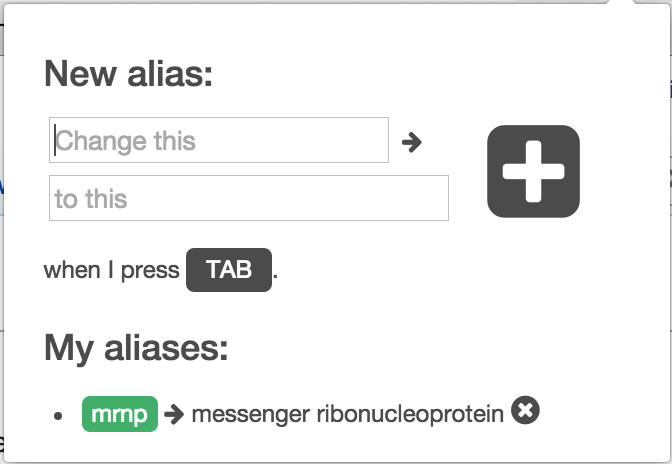 New alias:
Change this
to this
when I press TAB.
My aliases:
mrnp → messenger ribonucleoprotein